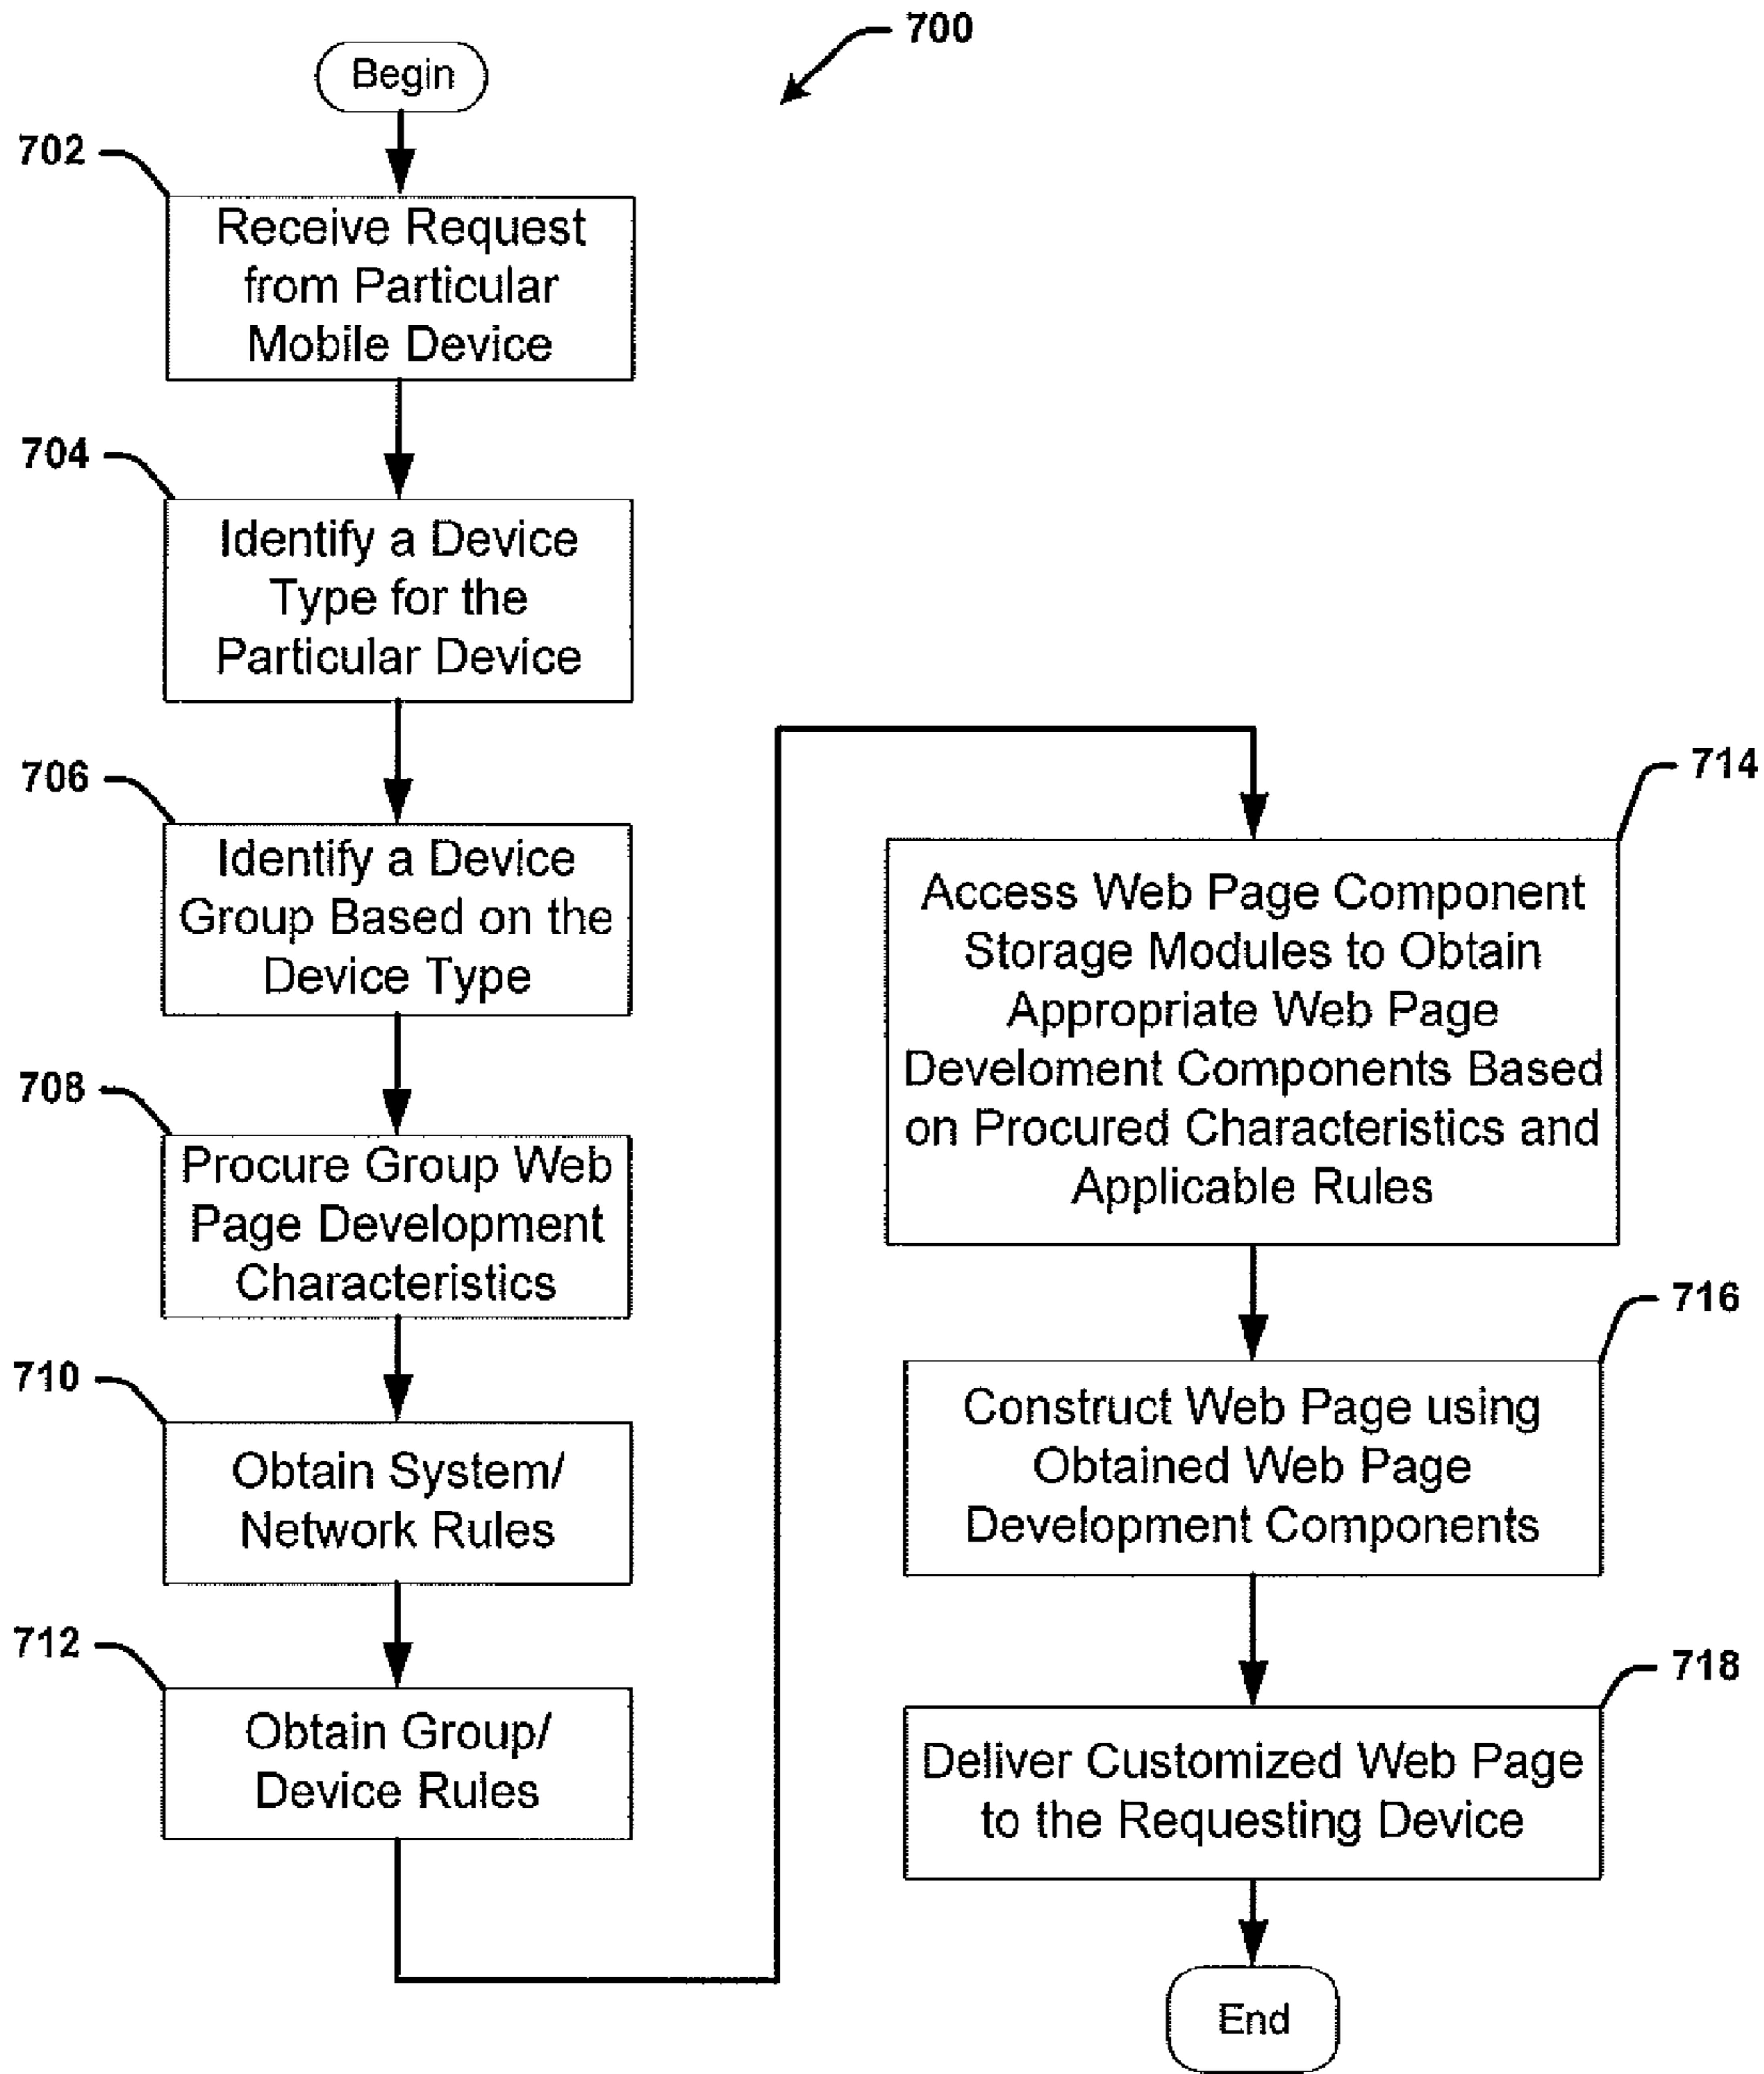 700
Begin
702
Receive Request
from Particular
Mobile Device
704
Identify a Device
Type for the
Particular Device
706
Identify a Device
Group Based on the
Device Type
708
Procure Group Web
Page Development
Characteristics
710
Obtain System/
Network Rules
712
Obtain Group/
Device Rules
714
Access Web Page Component
Storage Modules to Obtain
Appropriate Web Page
Develoment Components Based
on Procured Characteristics and
Applicable Rules
716
Construct Web Page using
Obtained Web Page
Development Components
718
Deliver Customized Web Page
to the Requesting Device
End